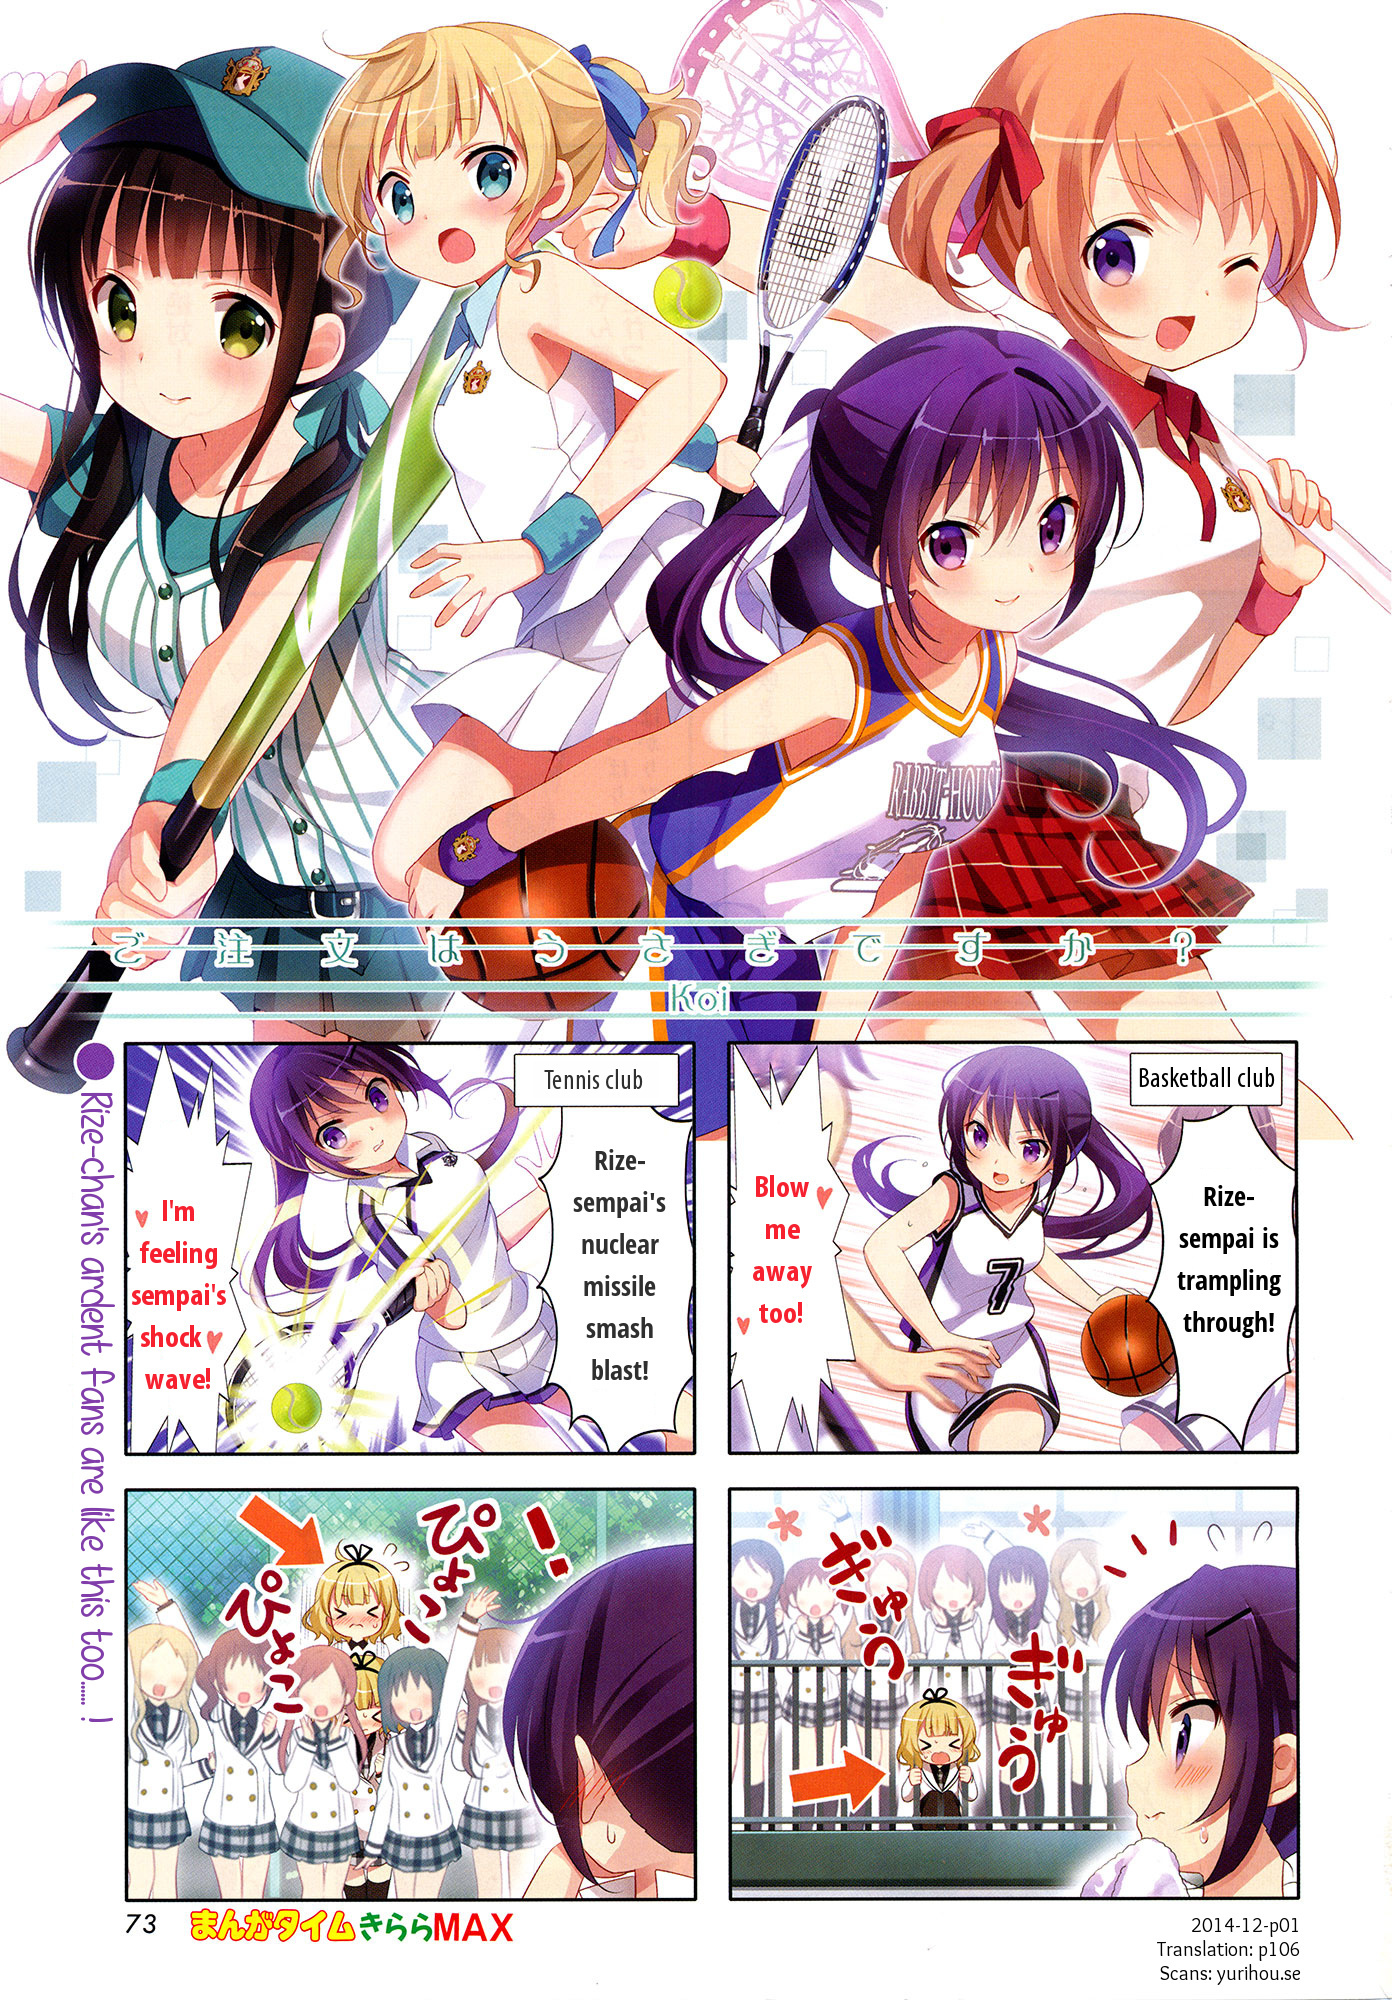 RABBIT-HOUS
ご注文はうさぎですか？
Koi
Rize-chan's ardent fans are like this too......!
Basketball club
Rize-
sempai is
trampling
through!
Blow
me
away
too!
ぎゅう
ぎゅう
Tennis club
Rize-
sempai's
nuclear
missile
smash
blast!
I'm
feeling
sempai's
shock
wave!
!
ぴょこ
ぴょこ
7
73
まんがタイムきららMAX
2014-12-p01
Translation: p106
Scans: yurihou.se